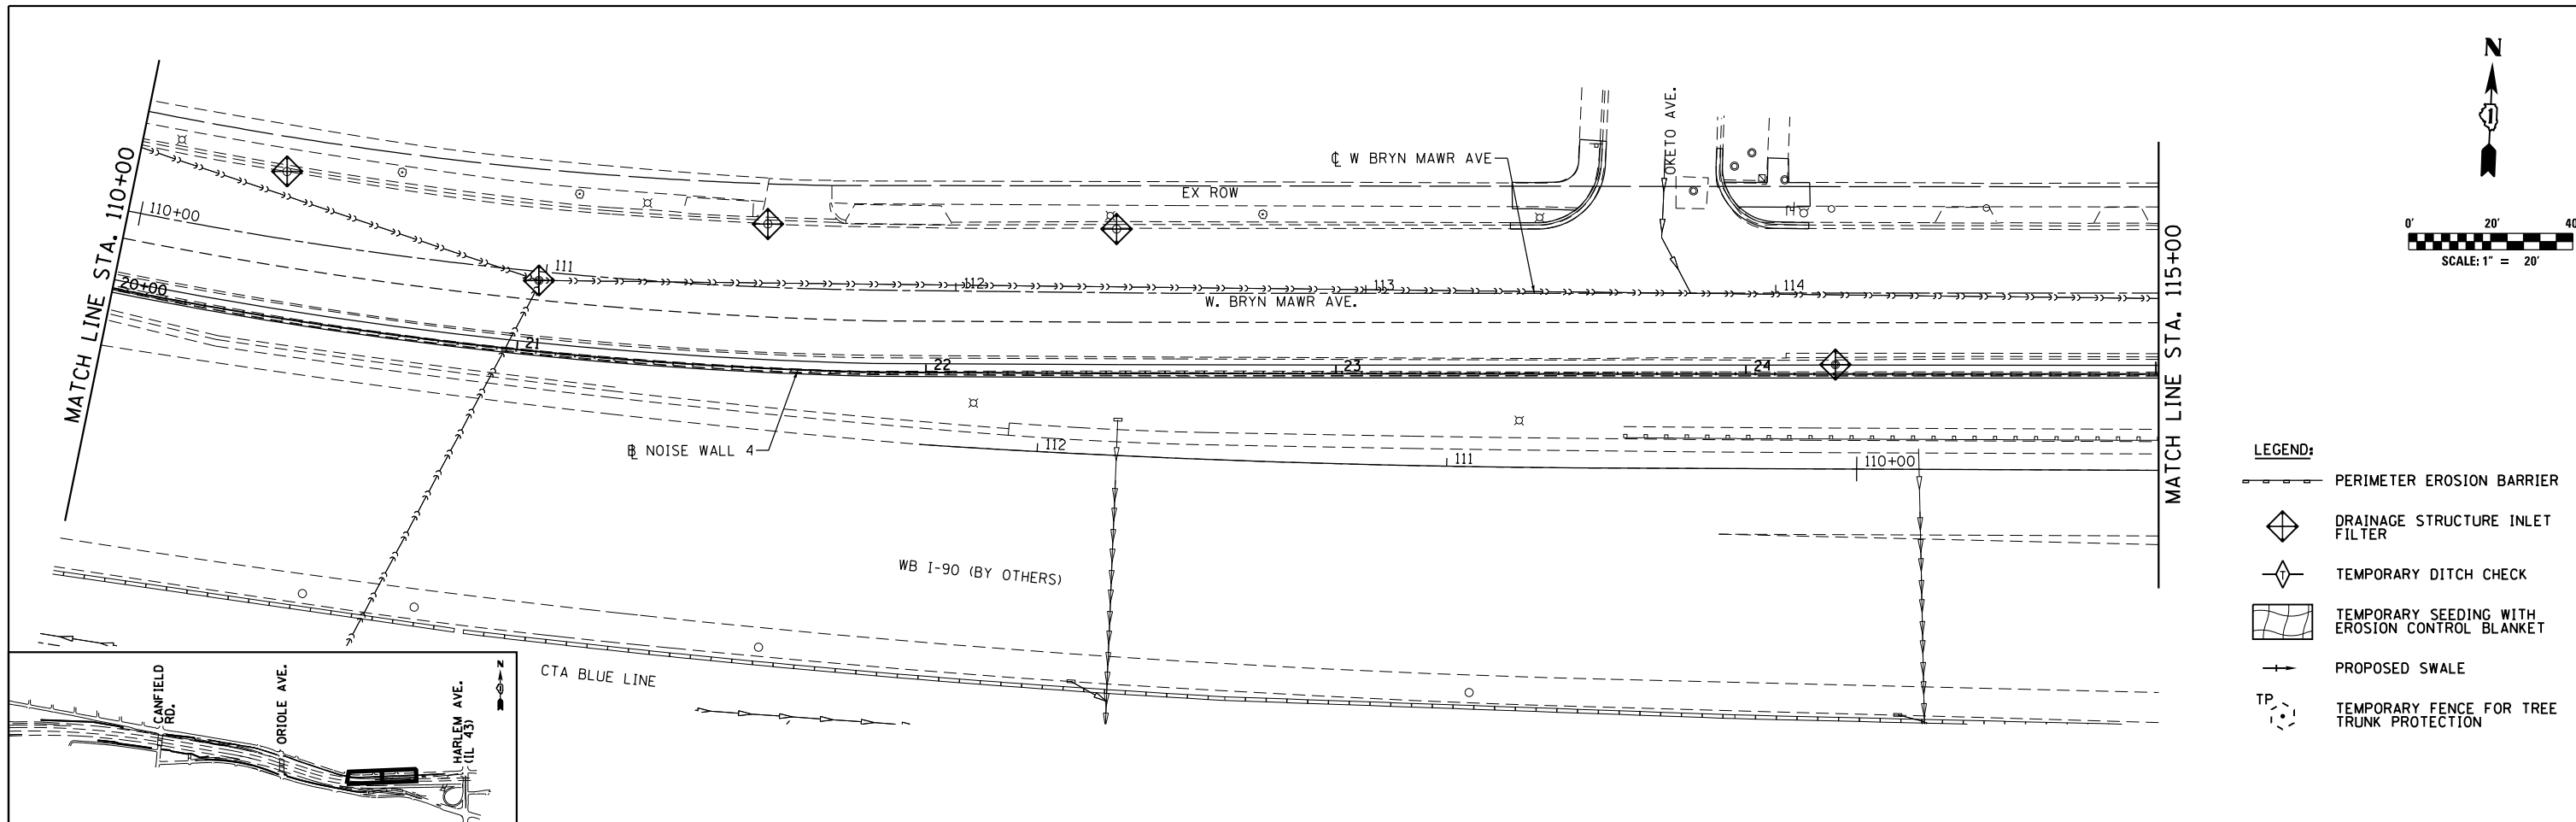 N
1
0' 20' 40
SCALE: 1" = 20'
MATCH LINE STA. 110+00
MATCH LINE STA. 115+00
OKETO AVE.
℄ W BRYN MAWR AVE
EX ROW
110+00
111
112
113
114
W. BRYN MAWR AVE.
20+00
21
22
23
24
B̲L̲ NOISE WALL 4
112
111
110+00
WB I-90 (BY OTHERS)
CTA BLUE LINE
LEGEND:
PERIMETER EROSION BARRIER
DRAINAGE STRUCTURE INLET
FILTER
T
TEMPORARY DITCH CHECK
TEMPORARY SEEDING WITH
EROSION CONTROL BLANKET
PROPOSED SWALE
TP
TEMPORARY FENCE FOR TREE
TRUNK PROTECTION
CANFIELD
RD.
ORIOLE AVE.
HARLEM AVE.
(IL 43)
N